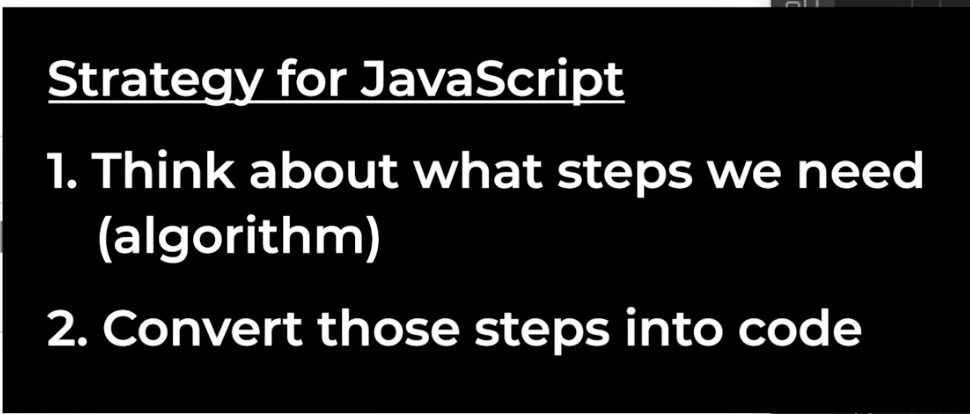 Strategy for JavaScript
1. Think about what steps we need
(algorithm)
2. Convert those steps into code